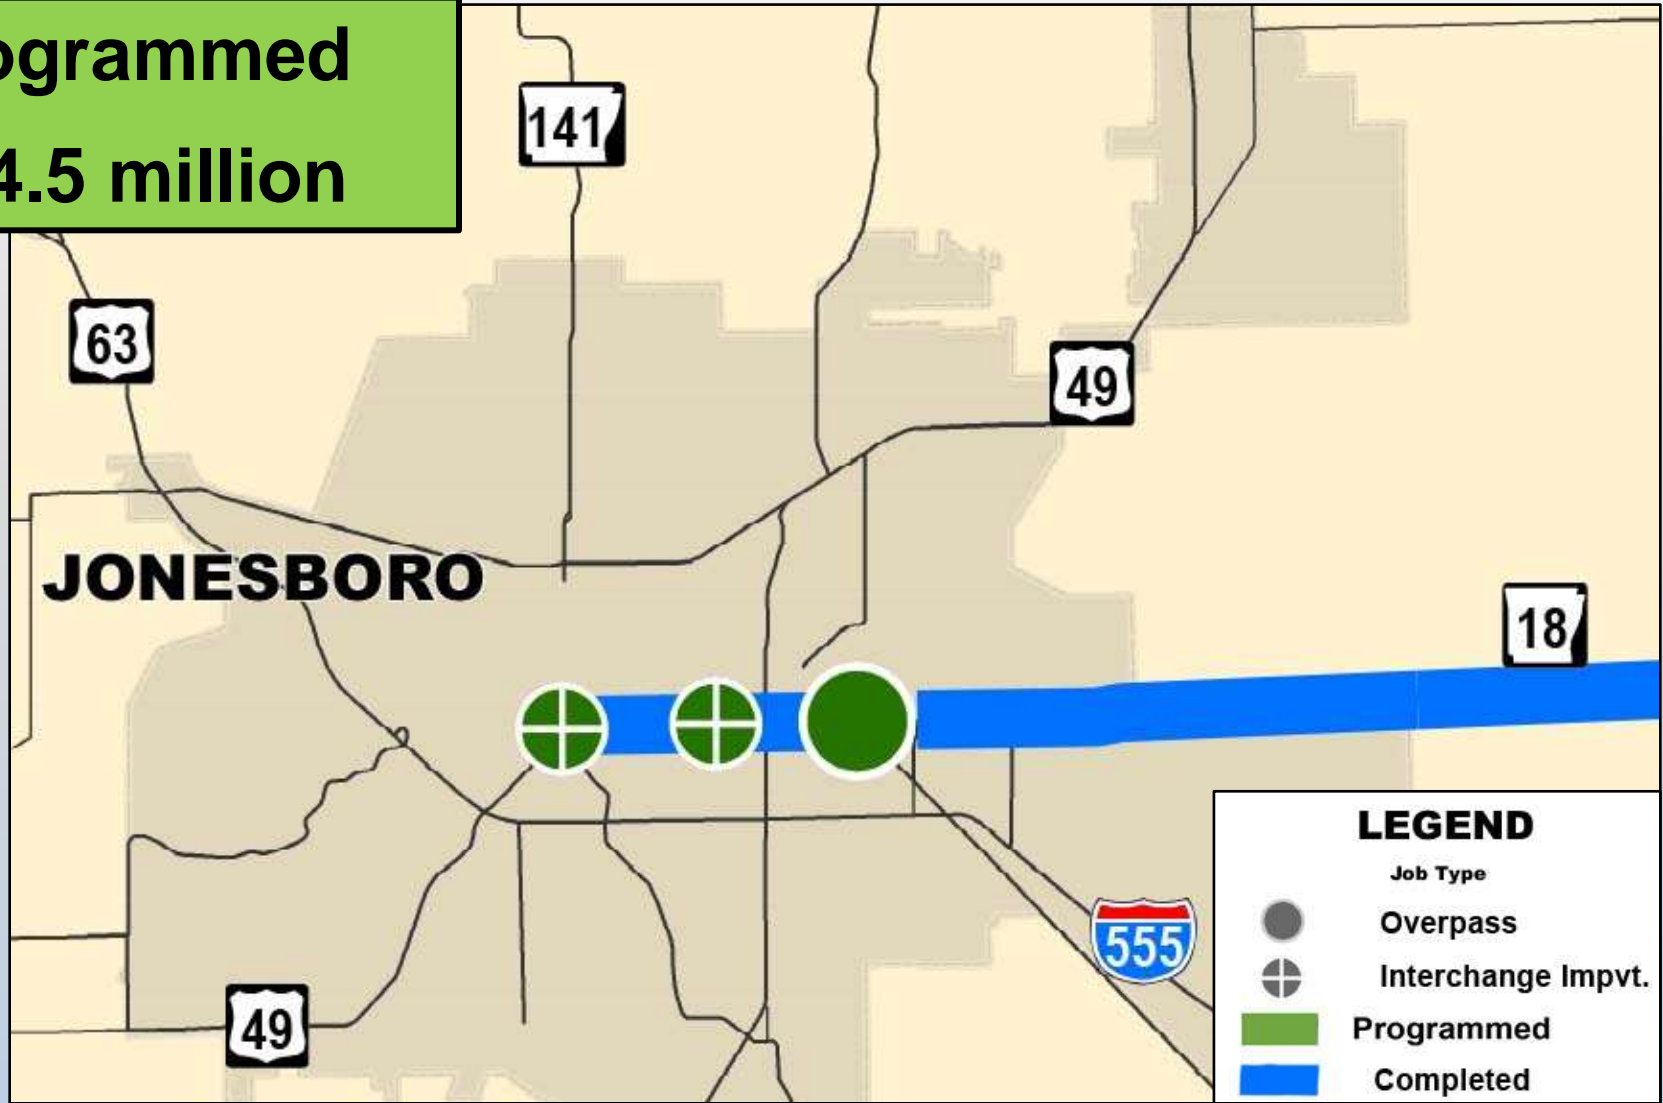 ogrammed
4.5 million
141
63
49
JONESBORO
18
555
49
LEGEND
Job Type
Overpass
Interchange Impvt.
Programmed
Completed